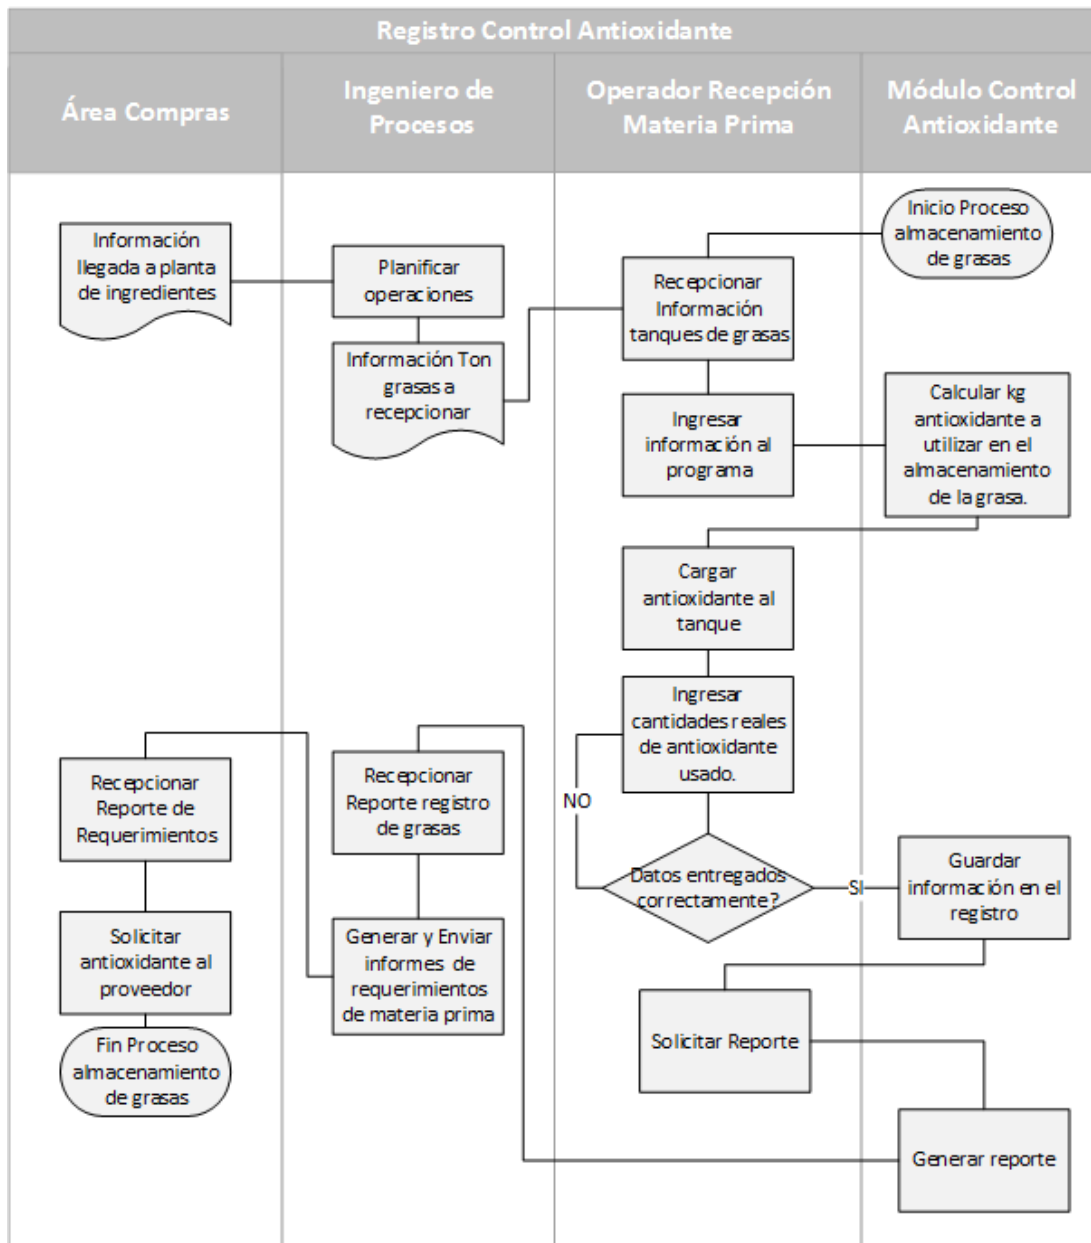 Registro Control Antioxidante
Área Compras
Ingeniero de
Procesos
Operador Recepción
Materia Prima
Módulo Control
Antioxidante
Inicio Proceso
almacenamiento
de grasas
Información
llegada a planta
de ingredientes
Planificar
operaciones
Recepcionar
Información
tanques de grasas
Información Ton
grasas a
recepcionar
Ingresar
información al
programa
Calcular kg
antioxidante a
utilizar en el
almacenamiento
de la grasa.
Cargar
antioxidante al
tanque
Ingresar
cantidades reales
de antioxidante
usado.
NO
Datos entregados
correctamente?
SI
Guardar
información en el
registro
Recepcionar
Reporte de
Requerimientos
Recepcionar
Reporte registro
de grasas
Solicitar
antioxidante al
proveedor
Generar y Enviar
informes de
requerimientos
de materia prima
Solicitar Reporte
Fin Proceso
almacenamiento
de grasas
Generar reporte